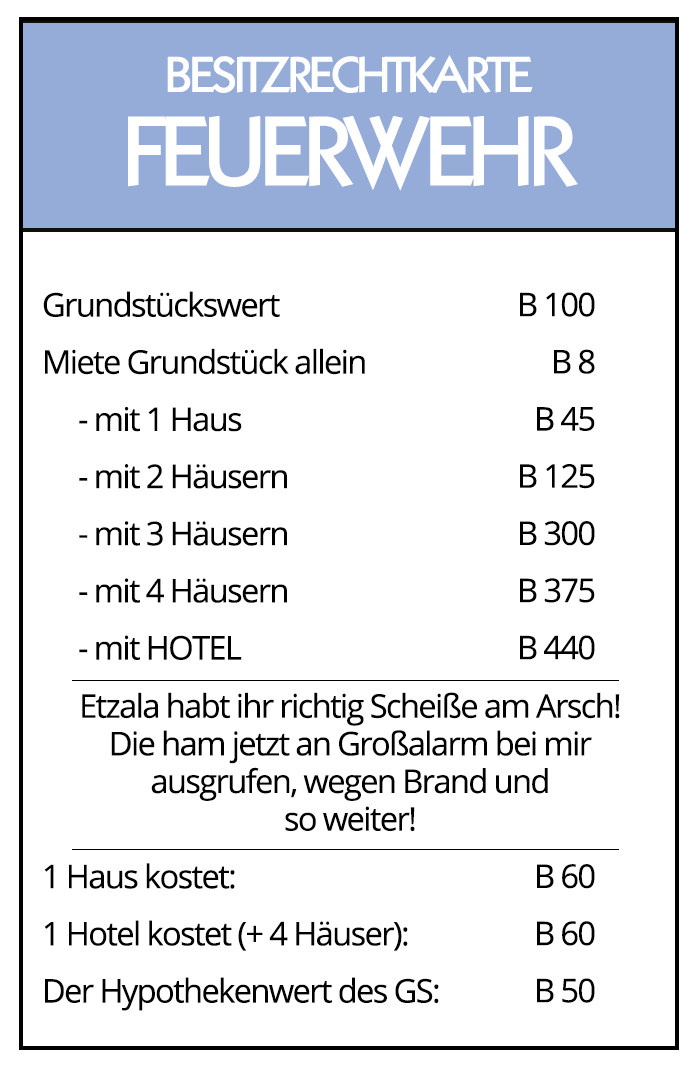 BESITZRECHTKARTE
FEUERWEHR
Grundstückswert B 100
Miete Grundstück allein B 8
- mit 1 Haus B 45
- mit 2 Häusern B 125
- mit 3 Häusern B 300
- mit 4 Häusern B 375
- mit HOTEL B 440
Etzala habt ihr richtig Scheiße am Arsch!
Die ham jetzt an Großalarm bei mir
ausgrufen, wegen Brand und
so weiter!
1 Haus kostet: B 60
1 Hotel kostet (+ 4 Häuser): B 60
Der Hypothekenwert des GS: B 50